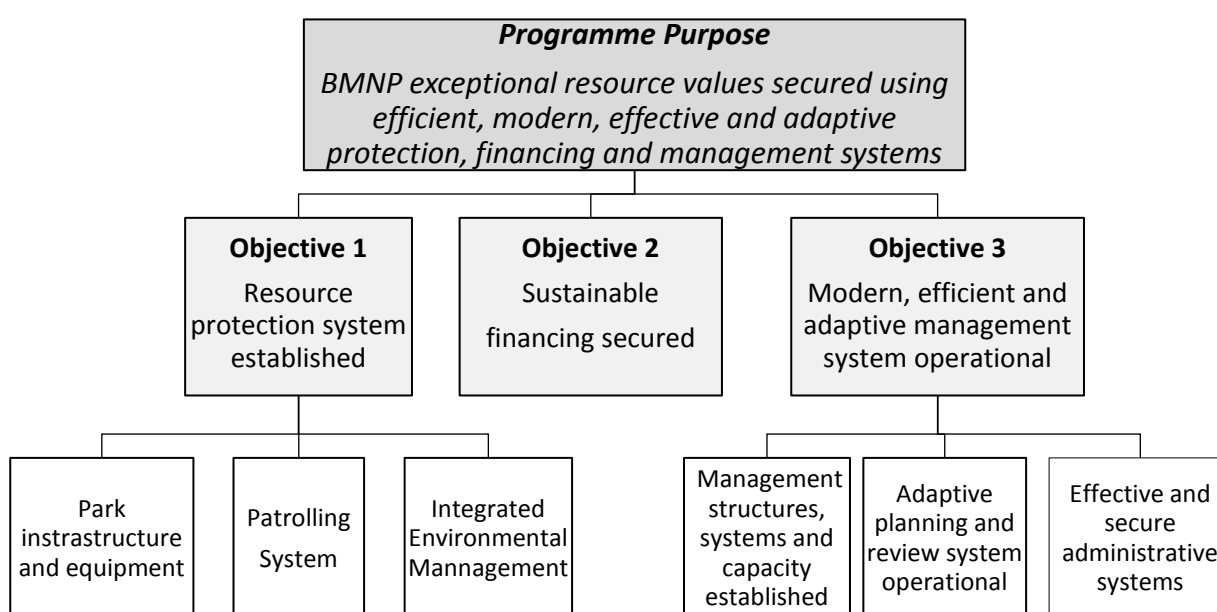 Programme Purpose
BMNP exceptional resource values secured using
efficient, modern, effective and adaptive
protection, financing and management systems
Objective 1
Resource
protection system
established
Objective 2
Sustainable
financing secured
Objective 3
Modern, efficient and
adaptive management
system operational
Park
instrastructure
and equipment
Patrolling
System
Integrated
Environmental
Mannagement
Management
structures,
systems and
capacity
established
Adaptive
planning and
review system
operational
Effective and
secure
administrative
systems